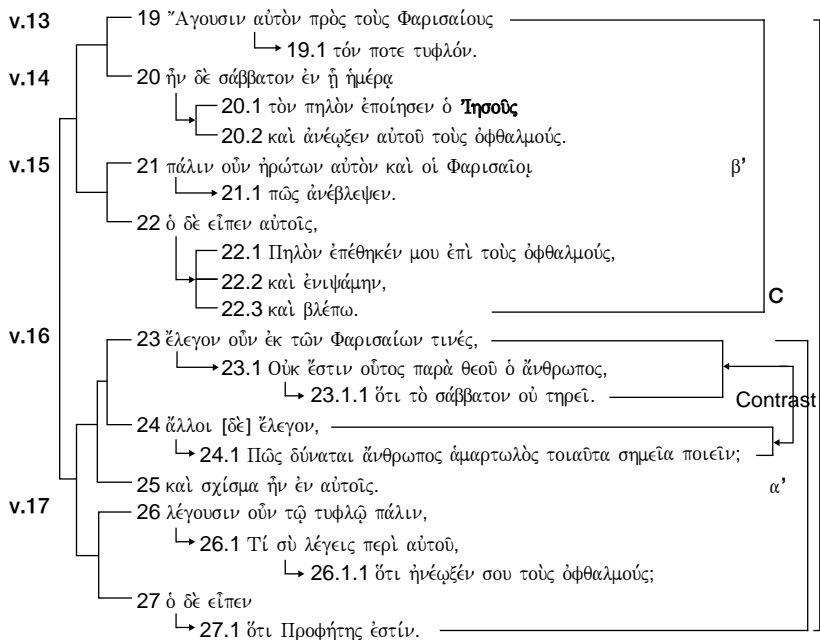 v.13 19 Ἄγουσιν αὐτὸν πρὸς τοὺς Φαρισαίους
19.1 τόν ποτε τυφλόν.
v.14 20 ἦν δὲ σάββατον ἐν ᾗ ἡμέρᾳ
20.1 τὸν πηλὸν ἐποίησεν ὁ Ἰησοῦς
20.2 καὶ ἀνέῳξεν αὐτοῦ τοὺς ὀφθαλμούς.
v.15 21 πάλιν οὖν ἠρώτων αὐτὸν καὶ οἱ Φαρισαῖοι β’
21.1 πῶς ἀνέβλεψεν.
22 ὁ δὲ εἶπεν αὐτοῖς,
22.1 Πηλὸν ἐπέθηκέν μου ἐπὶ τοὺς ὀφθαλμούς,
22.2 καὶ ἐνιψάμην,
22.3 καὶ βλέπω.
C
v.16 23 ἔλεγον οὖν ἐκ τῶν Φαρισαίων τινές,
23.1 Οὐκ ἔστιν οὗτος παρὰ θεοῦ ὁ ἄνθρωπος,
23.1.1 ὅτι τὸ σάββατον οὐ τηρεῖ.
Contrast
24 ἄλλοι [δὲ] ἔλεγον,
24.1 Πῶς δύναται ἄνθρωπος ἁμαρτωλὸς τοιαῦτα σημεῖα ποιεῖν;
25 καὶ σχίσμα ἦν ἐν αὐτοῖς. α’
v.17 26 λέγουσιν οὖν τῷ τυφλῷ πάλιν,
26.1 Τί σὺ λέγεις περὶ αὐτοῦ,
26.1.1 ὅτι ἠνέῳξέν σου τοὺς ὀφθαλμούς;
27 ὁ δὲ εἶπεν
27.1 ὅτι Προφήτης ἐστίν.